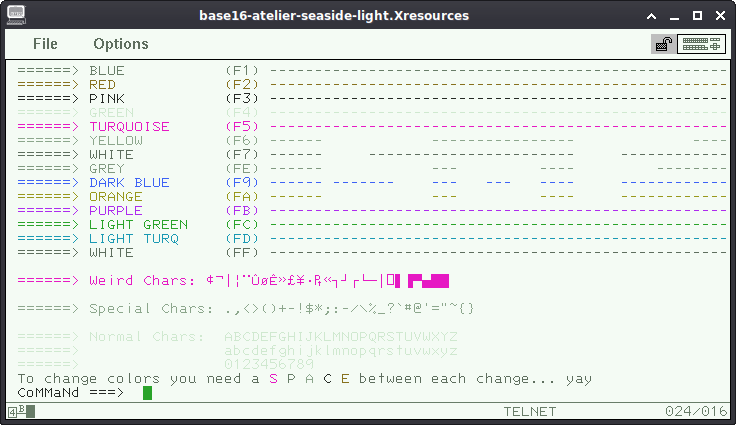 base16-atelier-seaside-light.Xresources
File Options
======> BLUE (F1) ---------------------------------------------------
======> RED (F2) ---------------------------------------------------
======> PINK (F3) ---------------------------------------------------
======> GREEN (F4) ---------------------------------------------------
======> TURQUOISE (F5) ---------------------------------------------------
======> YELLOW (F6) ------ ---------------- ----
======> WHITE (F7) ------ ---------------------- ------------
======> GREY (FE) ------ --- ----
======> DARK BLUE (F9) ------ ------- --- --- ---- ------------
======> ORANGE (FA) ------ --- ---- ------------
======> PURPLE (FB) ---------------------------------------------------
======> LIGHT GREEN (FC) ---------------------------------------------------
======> LIGHT TURQ (FD) ---------------------------------------------------
======> WHITE (FF) ---------------------------------------------------
======> Weird Chars: ¢¬|¦¨ÛøÊ»£¥·₧«┐┘┌└─│
======> Special Chars: .,<>()+-!$*;:-/\%_?`#@'="~{}
======> Normal Chars: ABCDEFGHIJKLMNOPQRSTUVWXYZ
======> abcdefghijklmnopqrstuvwxyz
======> 0123456789
To change colors you need a S P A C E between each change... yay
CoMMaNd ===>
4 B TELNET 024/016